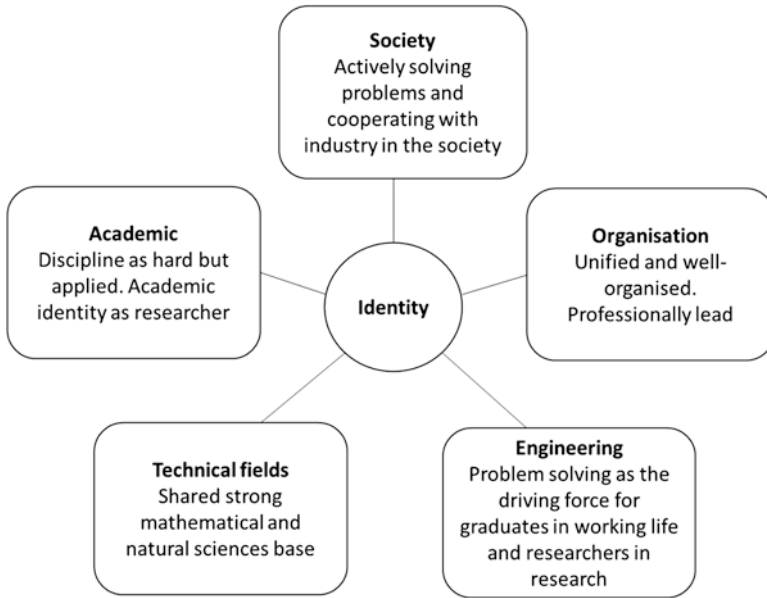 Society
Actively solving
problems and
cooperating with
industry in the society
Academic
Discipline as hard but
applied. Academic
identity as researcher
Organisation
Unified and well-
organised.
Professionally lead
Identity
Technical fields
Shared strong
mathematical and
natural sciences base
Engineering
Problem solving as the
driving force for
graduates in working life
and researchers in
research